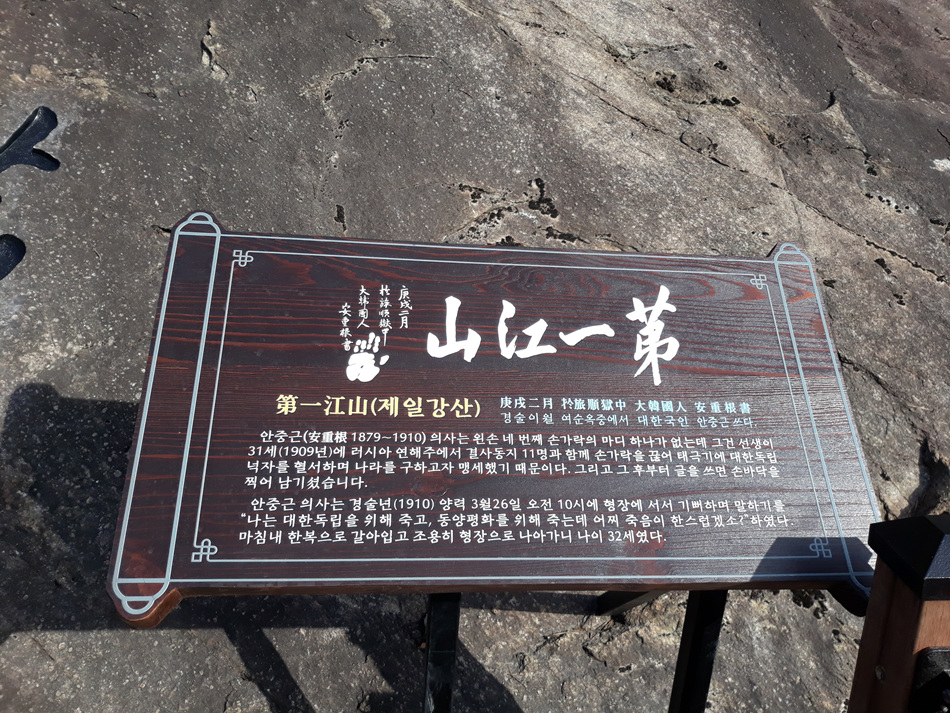 第一江山
庚戌二月
於旅順獄中
大韓國人
安重根書
第一江山(제일강산)
庚戌二月 矜旅順獄中 大韓國人 安重根書
경술이월 여순옥중에서 대한국인 안중근쓰다.
안중근(安重根 1879~1910) 의사는 왼손 네 번째 손가락의 마디 하나가 없는데 그건 선생이
31세(1909년)에 러시아 연해주에서 결사동지 11명과 함께 손가락을 끊어 태극기에 대한독립
녁자를 혈서하며 나라를 구하고자 맹세했기 때문이다. 그리고 그 후부터 글을 쓰면 손바닥을
찍어 남기셨습니다.
안중근 의사는 경술년(1910) 양력 3월26일 오전 10시에 형장에 서서 기뻐하며 말하기를
“나는 대한독립을 위해 죽고, 동양평화를 위해 죽는데 어찌 죽음이 한스럽겠소?”하였다.
마침내 한복으로 갈아입고 조용히 형장으로 나아가니 나이 32세였다.